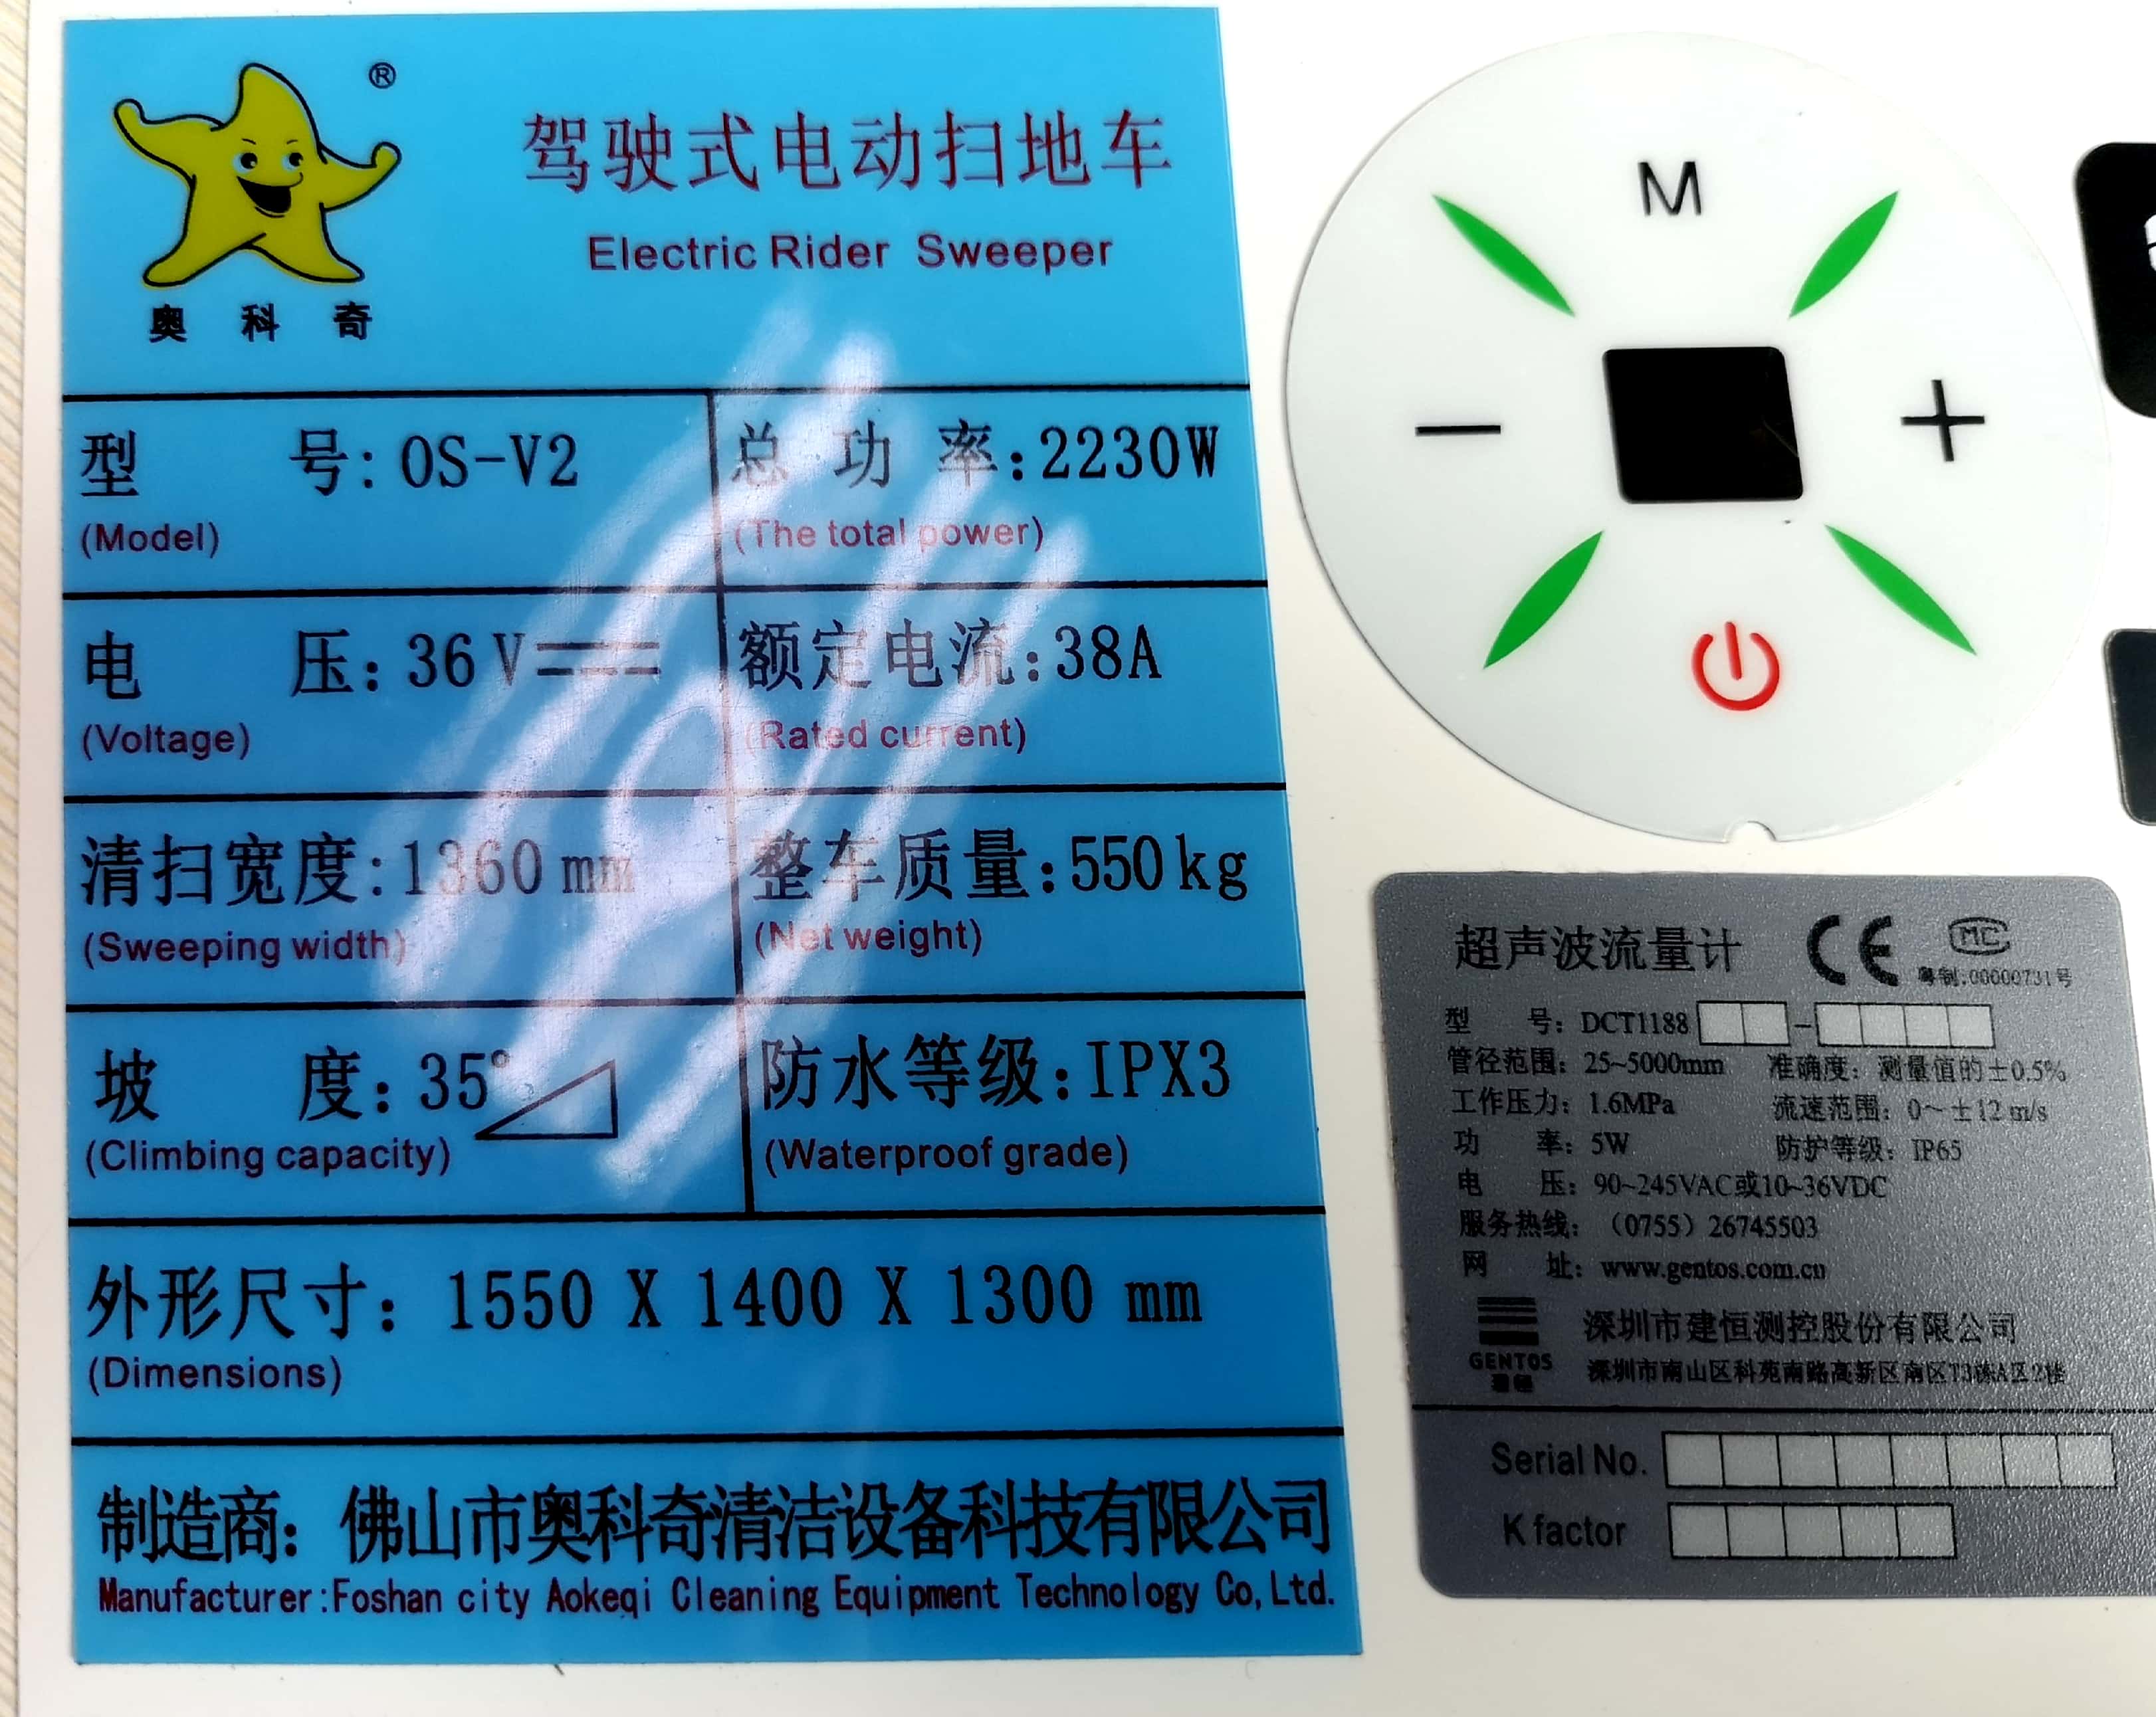 ®
奥科奇
驾驶式电动扫地车
Electric Rider Sweeper
型号: OS-V2
(Model)
总功率: 2230W
(The total power)
电压: 36V
(Voltage)
额定电流: 38A
(Rated current)
清扫宽度: 1360mm
(Sweeping width)
整车质量: 550kg
(Net weight)
坡度: 35°
(Climbing capacity)
防水等级: IPX3
(Waterproof grade)
外形尺寸: 1550 X 1400 X 1300 mm
(Dimensions)
制造商: 佛山市奥科奇清洁设备科技有限公司
Manufacturer:Foshan city Aokeqi Cleaning Equipment Technology Co,Ltd.
M
－
＋
超声波流量计 CE MC
粤制:00000731号
型号: DCT1188 -
管径范围: 25~5000mm 准确度: 测量值的±0.5%
工作压力: 1.6MPa 流速范围: 0～±12 m/s
功率: 5W 防护等级: IP65
电压: 90~245VAC或10~36VDC
服务热线: （0755）26745503
网址: www.gentos.com.cn
GENTOS
深圳市建恒测控股份有限公司
深圳市南山区科苑南路高新区南区T3栋A区2楼
Serial No.
K factor